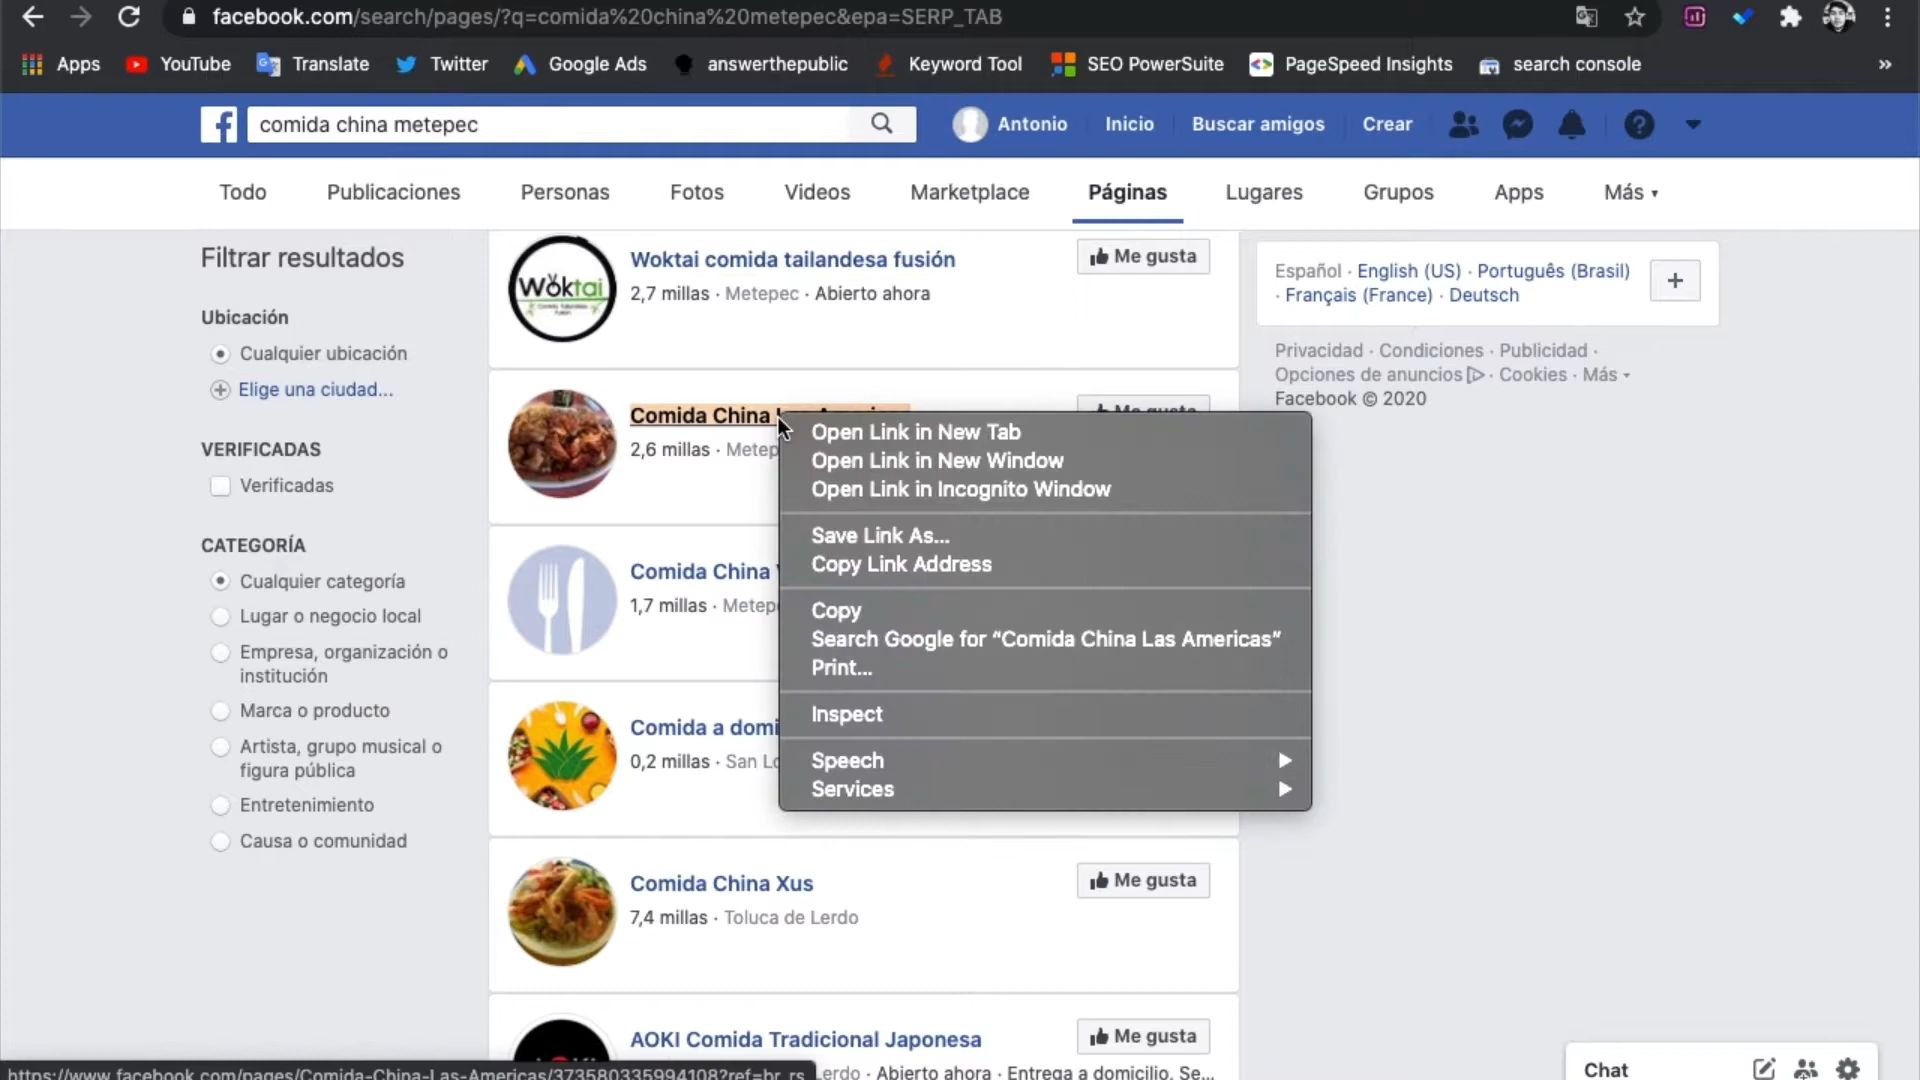 facebook.com/search/pages/?q=comida%20china%20metepec&epa=SERP_TAB
Apps YouTube Translate Twitter Google Ads answerthepublic Keyword Tool SEO PowerSuite PageSpeed Insights search console »
comida china metepec Antonio Inicio Buscar amigos Crear
Todo Publicaciones Personas Fotos Videos Marketplace Páginas Lugares Grupos Apps Más
Filtrar resultados
Ubicación
Cualquier ubicación
Elige una ciudad...
VERIFICADAS
Verificadas
CATEGORÍA
Cualquier categoría
Lugar o negocio local
Empresa, organización o
institución
Marca o producto
Artista, grupo musical o
figura pública
Entretenimiento
Causa o comunidad
Woktai
Woktai comida tailandesa fusión
Me gusta
2,7 millas · Metepec · Abierto ahora
Comida China
Me gusta
2,6 millas · Metep
Comida China
1,7 millas · Metep
Comida a domi
0,2 millas · San Lo
Comida China Xus
Me gusta
7,4 millas · Toluca de Lerdo
AOKI Comida Tradicional Japonesa
Me gusta
erdo · Abierto ahora · Entrega a domicilio, Se...
Open Link in New Tab
Open Link in New Window
Open Link in Incognito Window
Save Link As...
Copy Link Address
Copy
Search Google for “Comida China Las Americas”
Print...
Inspect
Speech
Services
Español · English (US) · Português (Brasil)
· Français (France) · Deutsch
Privacidad · Condiciones · Publicidad ·
Opciones de anuncios · Cookies · Más
Facebook © 2020
Chat
https://www.facebook.com/pages/Comida-China-Las-Americas/373580335994108?ref=br_rs